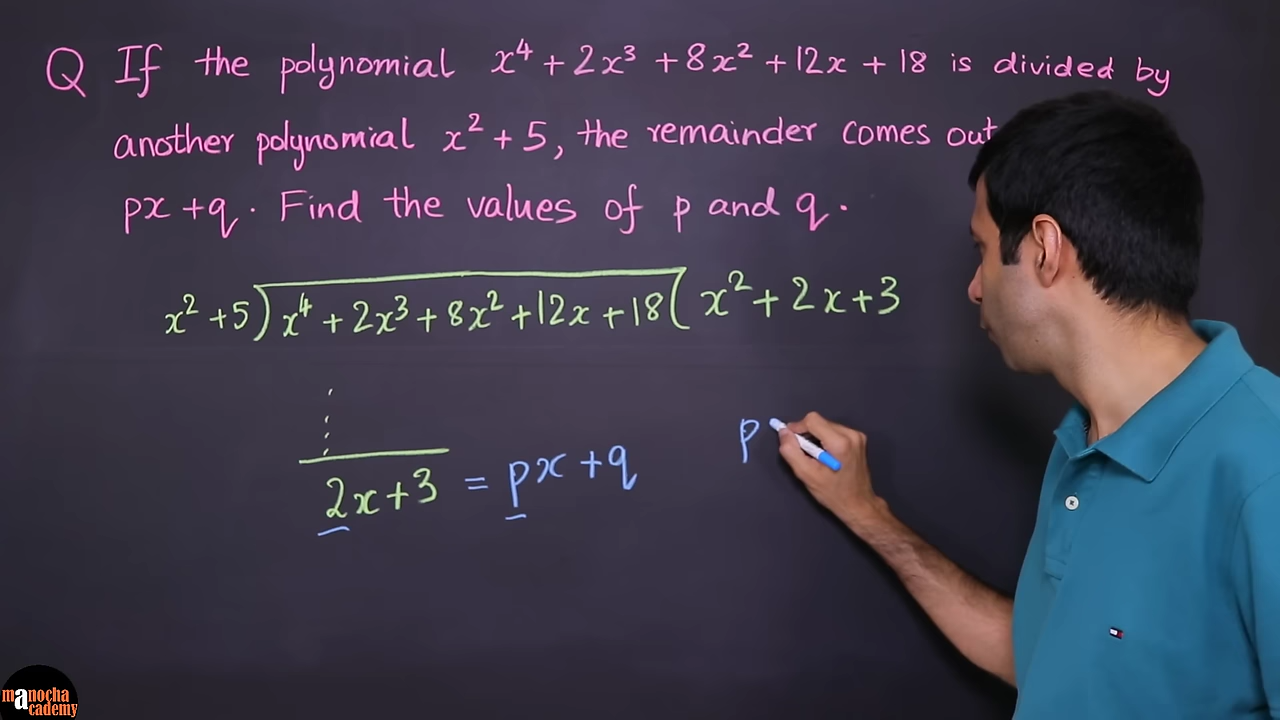 Q If the polynomial x⁴ + 2x³ + 8x² + 12x + 18 is divided by
another polynomial x² + 5, the remainder comes out
px + q. Find the values of p and q.
x² + 5) x⁴ + 2x³ + 8x² + 12x + 18 ( x² + 2x + 3
2x + 3 = px + q
p
manocha
academy